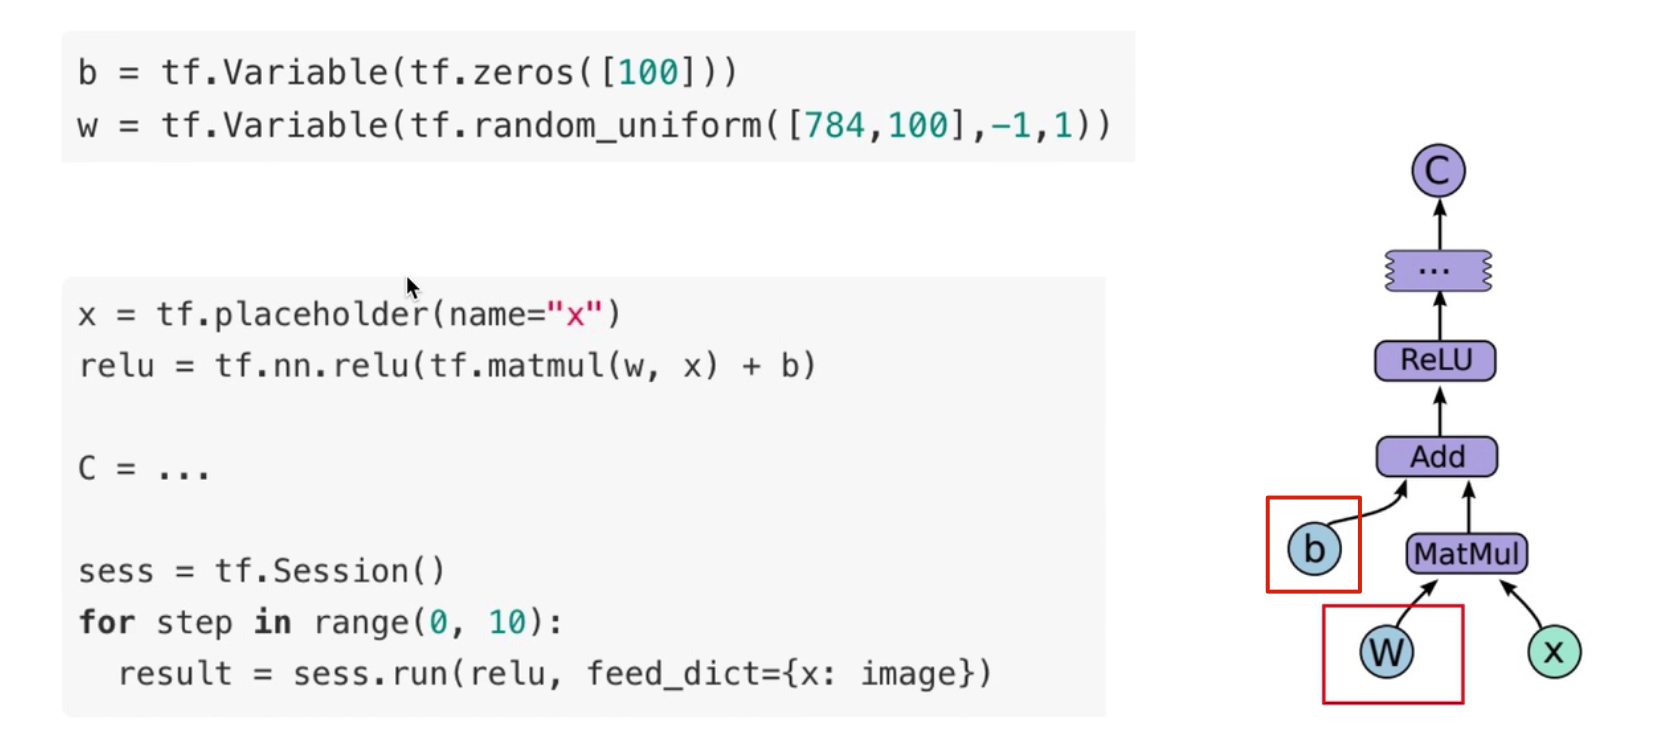 b = tf.Variable(tf.zeros([100]))
w = tf.Variable(tf.random_uniform([784,100],-1,1))
x = tf.placeholder(name="x")
relu = tf.nn.relu(tf.matmul(w, x) + b)
C = ...
sess = tf.Session()
for step in range(0, 10):
  result = sess.run(relu, feed_dict={x: image})
C
...
ReLU
Add
b
MatMul
W
x